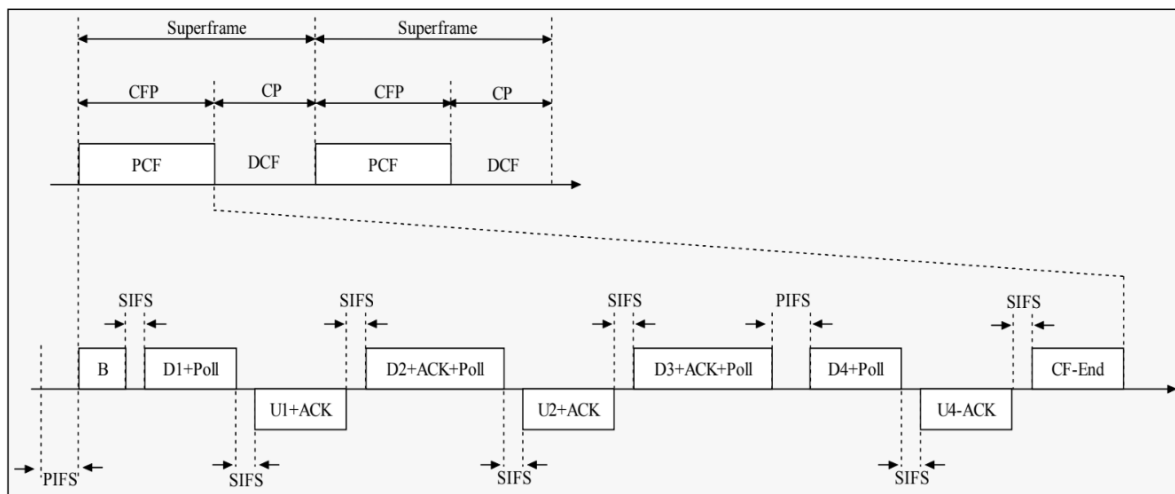 Superframe Superframe
CFP CP CFP CP
PCF DCF PCF DCF
SIFS SIFS SIFS PIFS SIFS
B D1+Poll D2+ACK+Poll D3+ACK+Poll D4+Poll CF-End
U1+ACK U2+ACK U4-ACK
PIFS SIFS SIFS SIFS